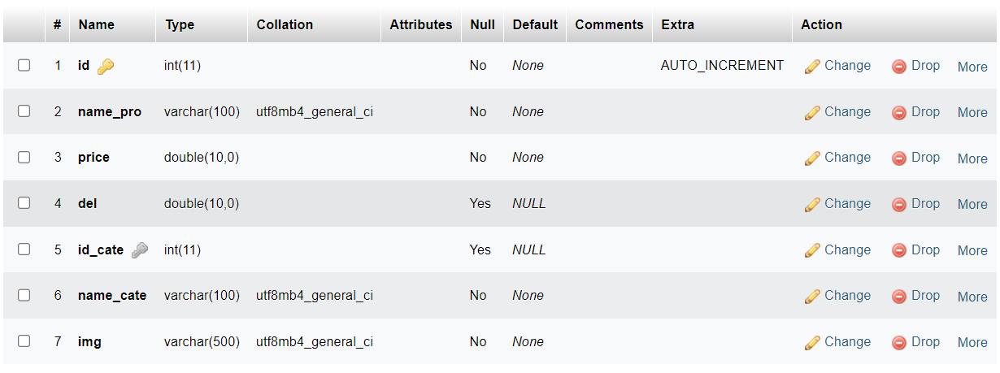 # Name Type Collation Attributes Null Default Comments Extra Action
1 id int(11) No None AUTO_INCREMENT Change Drop More
2 name_pro varchar(100) utf8mb4_general_ci No None Change Drop More
3 price double(10,0) No None Change Drop More
4 del double(10,0) Yes NULL Change Drop More
5 id_cate int(11) Yes NULL Change Drop More
6 name_cate varchar(100) utf8mb4_general_ci No None Change Drop More
7 img varchar(500) utf8mb4_general_ci No None Change Drop More